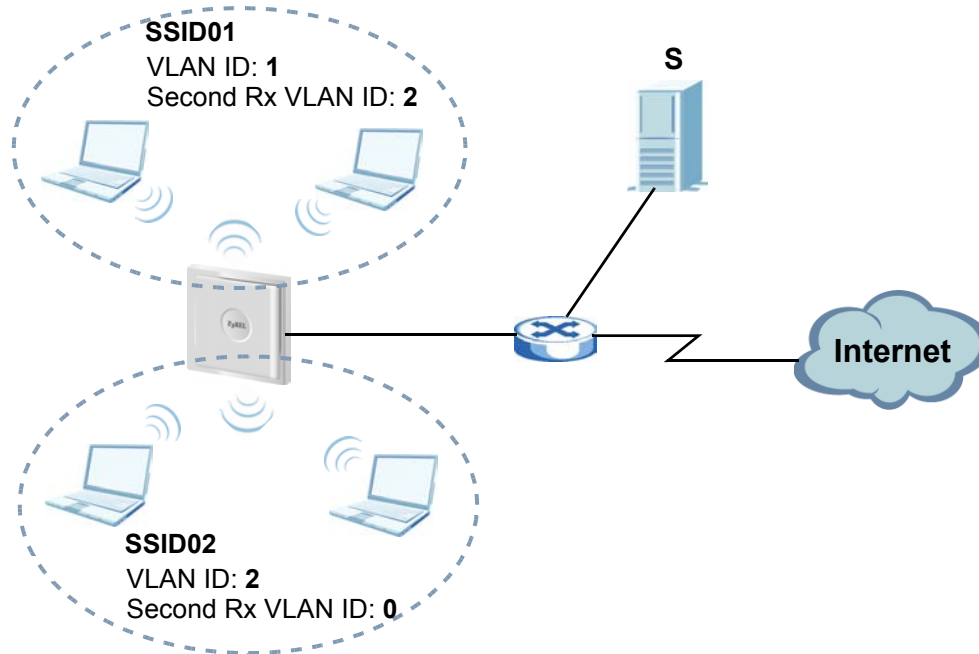 SSID01
VLAN ID: 1
Second Rx VLAN ID: 2
S
ZyXEL
Internet
SSID02
VLAN ID: 2
Second Rx VLAN ID: 0